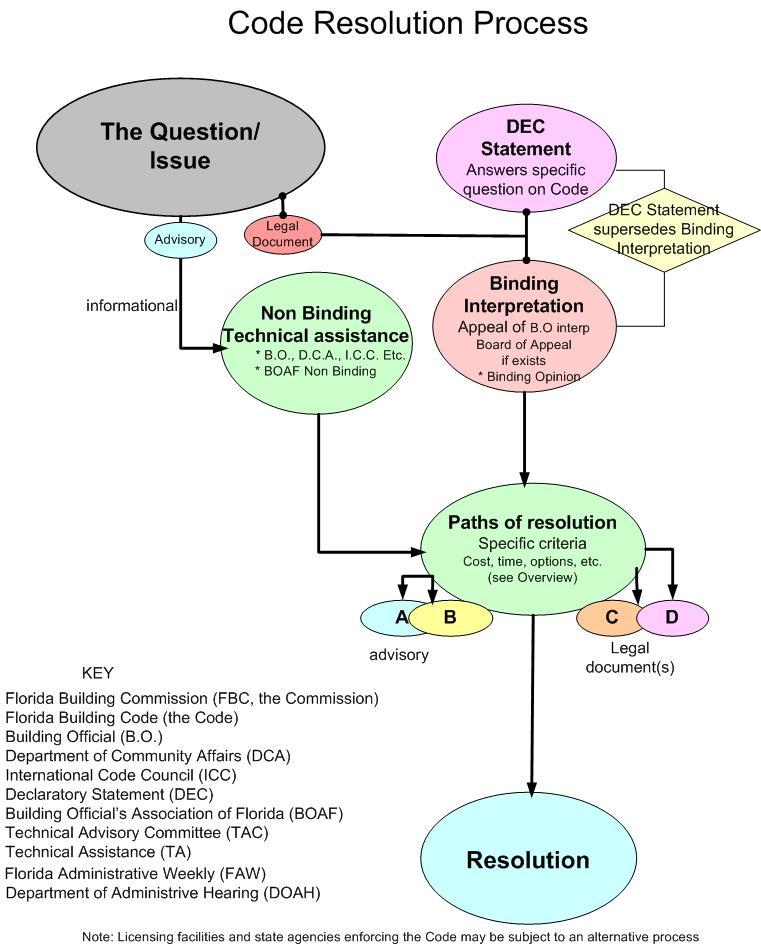 Code Resolution Process
The Question/
Issue
DEC
Statement
Answers specific
question on Code
Advisory
Legal
Document
DEC Statement
supersedes Binding
Interpretation
informational
Non Binding
Technical assistance
* B.O., D.C.A., I.C.C. Etc.
* BOAF Non Binding
Binding
Interpretation
Appeal of B.O interp
Board of Appeal
if exists
* Binding Opinion
Paths of resolution
Specific criteria
Cost, time, options, etc.
(see Overview)
A
B
C
D
advisory
Legal
document(s)
KEY
Florida Building Commission (FBC, the Commission)
Florida Building Code (the Code)
Building Official (B.O.)
Department of Community Affairs (DCA)
International Code Council (ICC)
Declaratory Statement (DEC)
Building Official's Association of Florida (BOAF)
Technical Advisory Committee (TAC)
Technical Assistance (TA)
Florida Administrative Weekly (FAW)
Department of Administrive Hearing (DOAH)
Resolution
Note: Licensing facilities and state agencies enforcing the Code may be subject to an alternative process